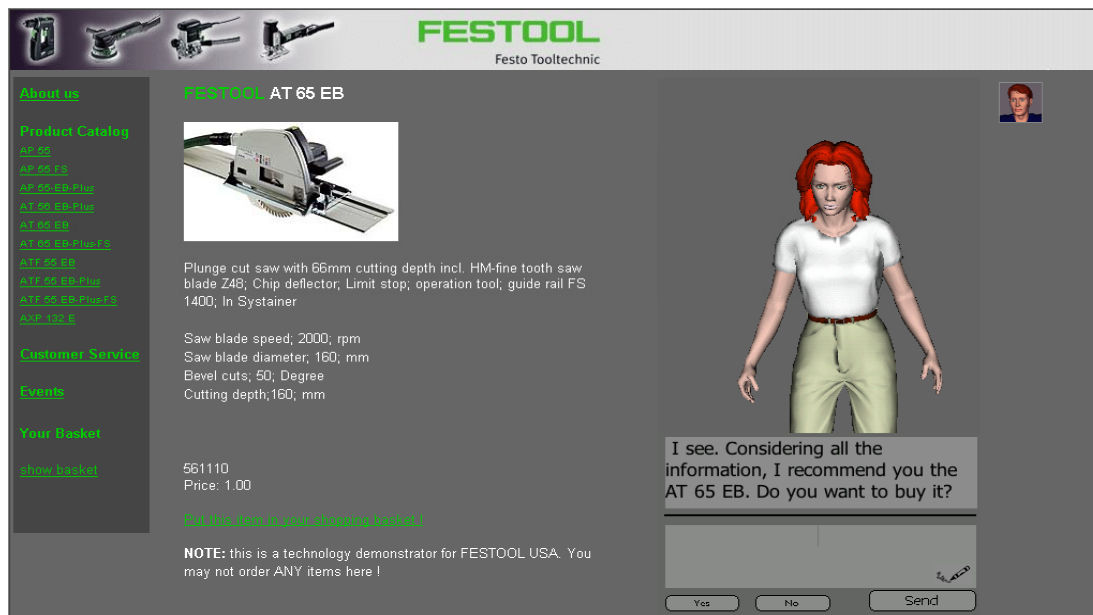 FESTOOL
Festo Tooltechnic
About us
Product Catalog
AP 55
AP 55 FS
AP 55-EB-Plus
AT 56 EB-Plus
AT 65 EB
AT 65 EB-Plus-FS
ATF 55 EB
ATF 55 EB-Plus
ATF 55 EB-Plus-FS
AXP 132 E
Customer Service
Events
Your Basket
show basket
FESTOOL AT 65 EB
Plunge cut saw with 66mm cutting depth incl. HM-fine tooth saw
blade Z48; Chip deflector; Limit stop; operation tool; guide rail FS
1400; In Systainer
Saw blade speed; 2000; rpm
Saw blade diameter; 160; mm
Bevel cuts; 50; Degree
Cutting depth;160; mm
561110
Price: 1.00
Put this item in your shopping basket !
NOTE: this is a technology demonstrator for FESTOOL USA. You
may not order ANY items here !
I see. Considering all the
information, I recommend you the
AT 65 EB. Do you want to buy it?
Yes
No
Send